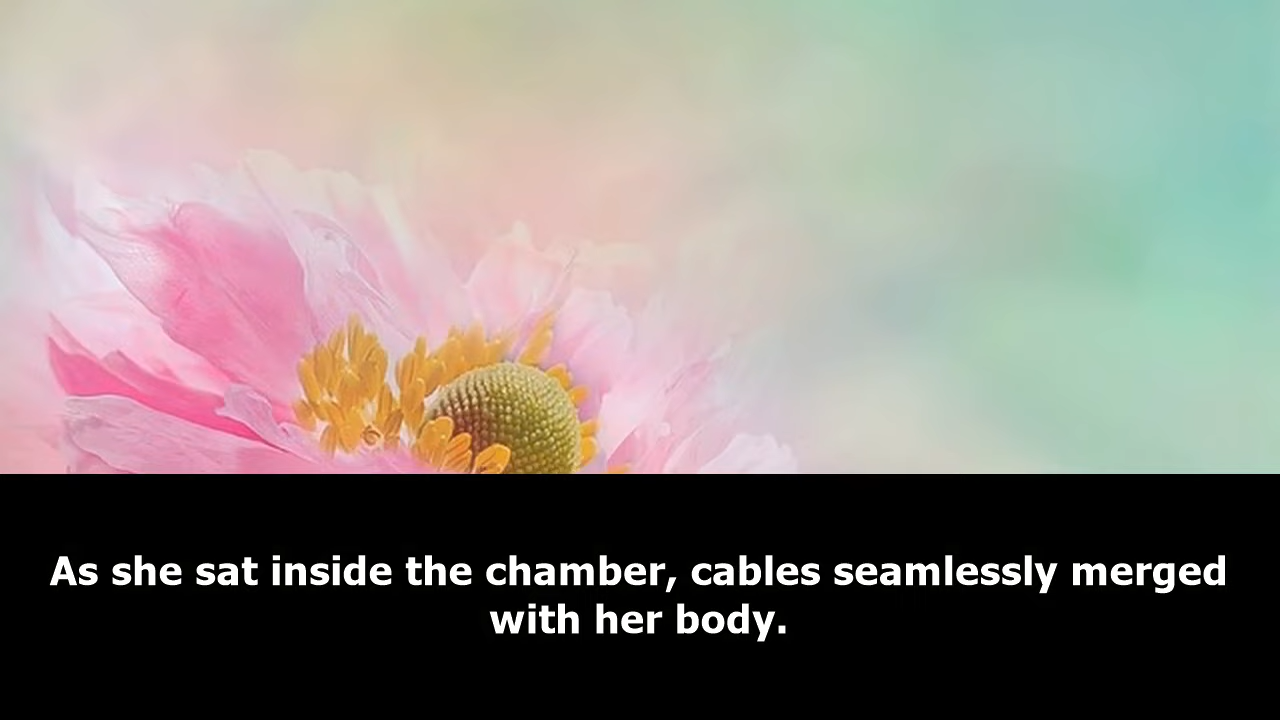 As she sat inside the chamber, cables seamlessly merged
with her body.